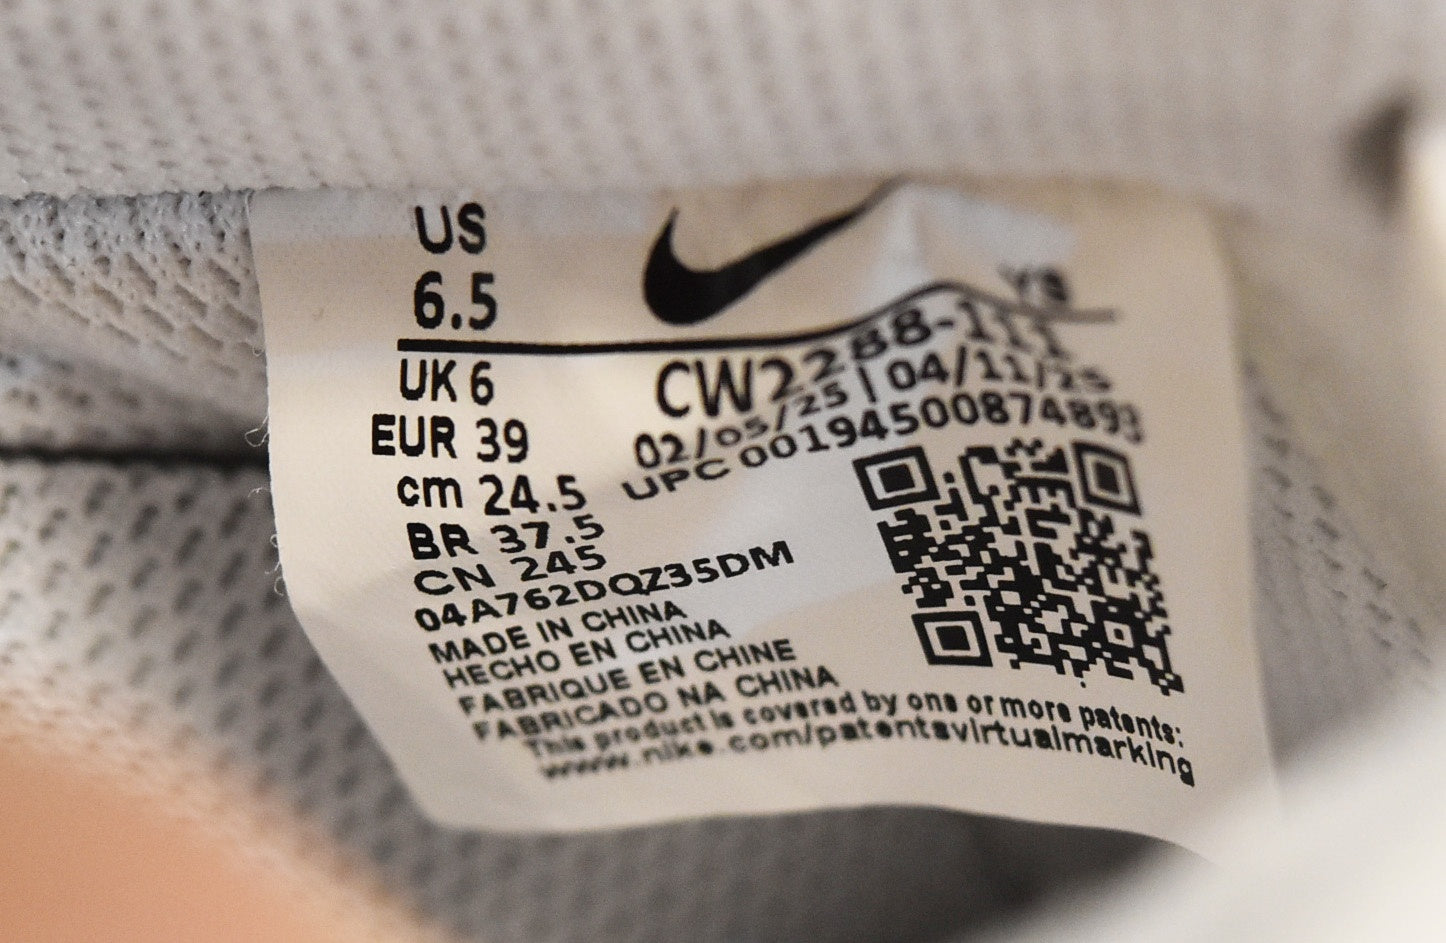 US
6.5
YS
UK 6
EUR 39
cm 24.5
BR 37.5
CN 245
CW2288-111
02/05/25 | 04/11/25
UPC 00194500874893
04A762DQZ35DM
MADE IN CHINA
HECHO EN CHINA
FABRIQUE EN CHINE
FABRICADO NA CHINA
This product is covered by one or more patents:
www.nike.com/patentsvirtualmarking